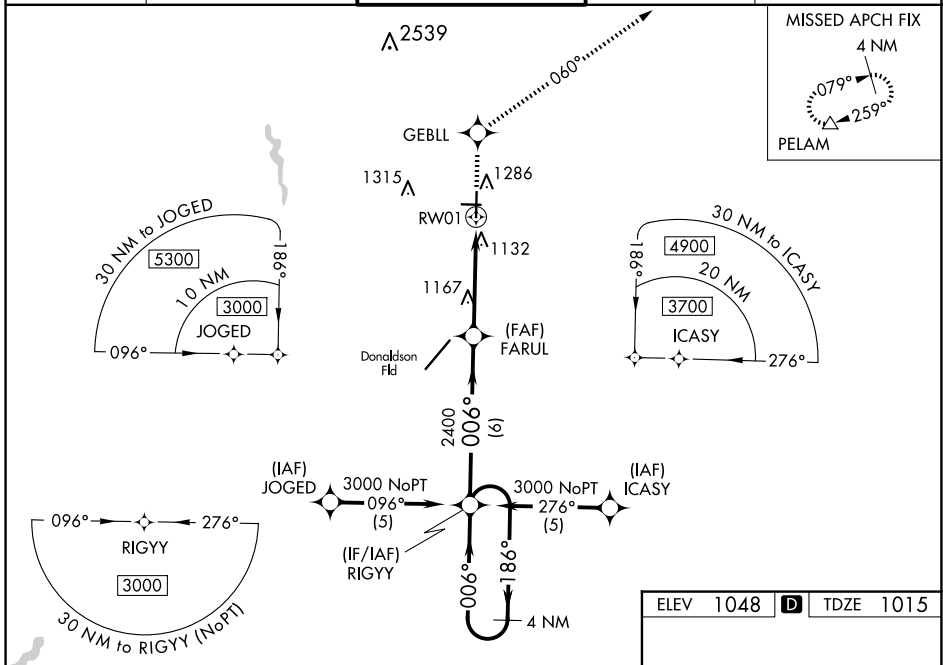 2539
MISSED APCH FIX
4 NM
079°
259°
PELAM
060°
GEBLL
1315
1286
RW01
1132
1167
30 NM to JOGED
5300
186°
10 NM
3000
JOGED
096°
30 NM to ICASY
4900
186°
20 NM
3700
ICASY
276°
(FAF)
FARUL
Donaldson
Fld
2400
006°
(6)
(IAF)
JOGED
3000 NoPT
096°
(5)
3000 NoPT
276°
(5)
(IAF)
ICASY
(IF/IAF)
RIGYY
006°
186°
4 NM
096°
276°
RIGYY
3000
30 NM to RIGYY (NoPT)
ELEV 1048 D TDZE 1015